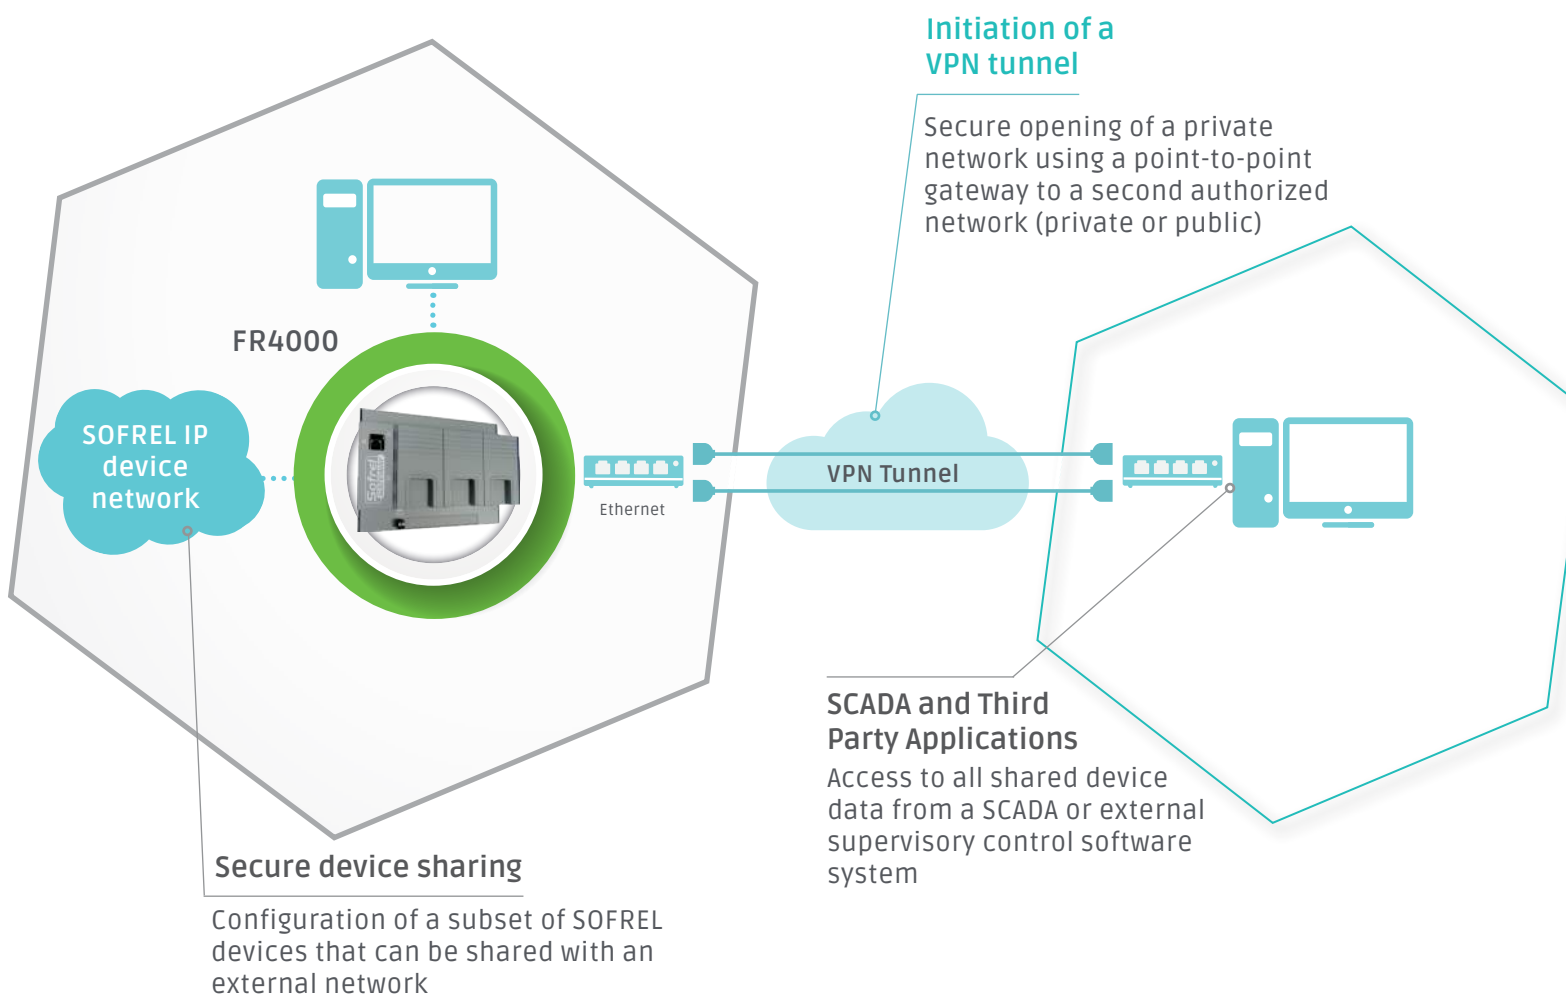 Initiation of a
VPN tunnel
Secure opening of a private
network using a point-to-point
gateway to a second authorized
network (private or public)
FR4000
SOFREL IP
device
network
Sofrel
Ethernet
VPN Tunnel
SCADA and Third
Party Applications
Access to all shared device
data from a SCADA or external
supervisory control software
system
Secure device sharing
Configuration of a subset of SOFREL
devices that can be shared with an
external network